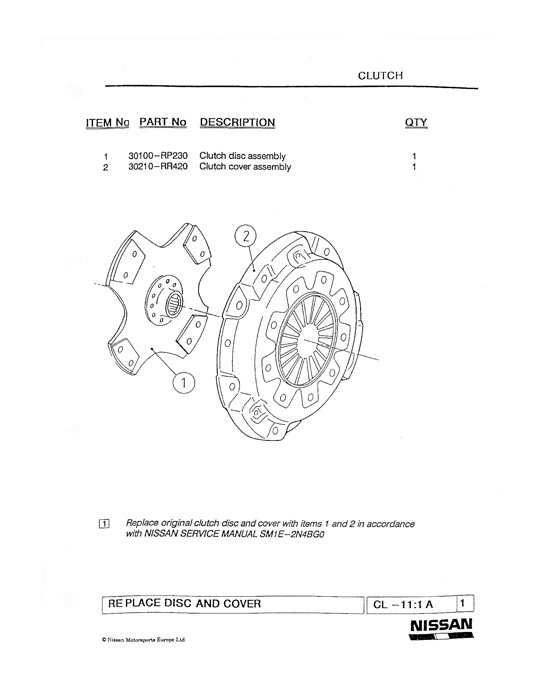 CLUTCH
ITEM No PART No DESCRIPTION QTY
1 30100-RP230 Clutch disc assembly 1
2 30210-RR420 Clutch cover assembly 1
2
1
1 Replace original clutch disc and cover with items 1 and 2 in accordance
with NISSAN SERVICE MANUAL SM1E-2N4BG0
REPLACE DISC AND COVER CL -11:1 A 1
NISSAN
© Nissan Motorsports Europe Ltd